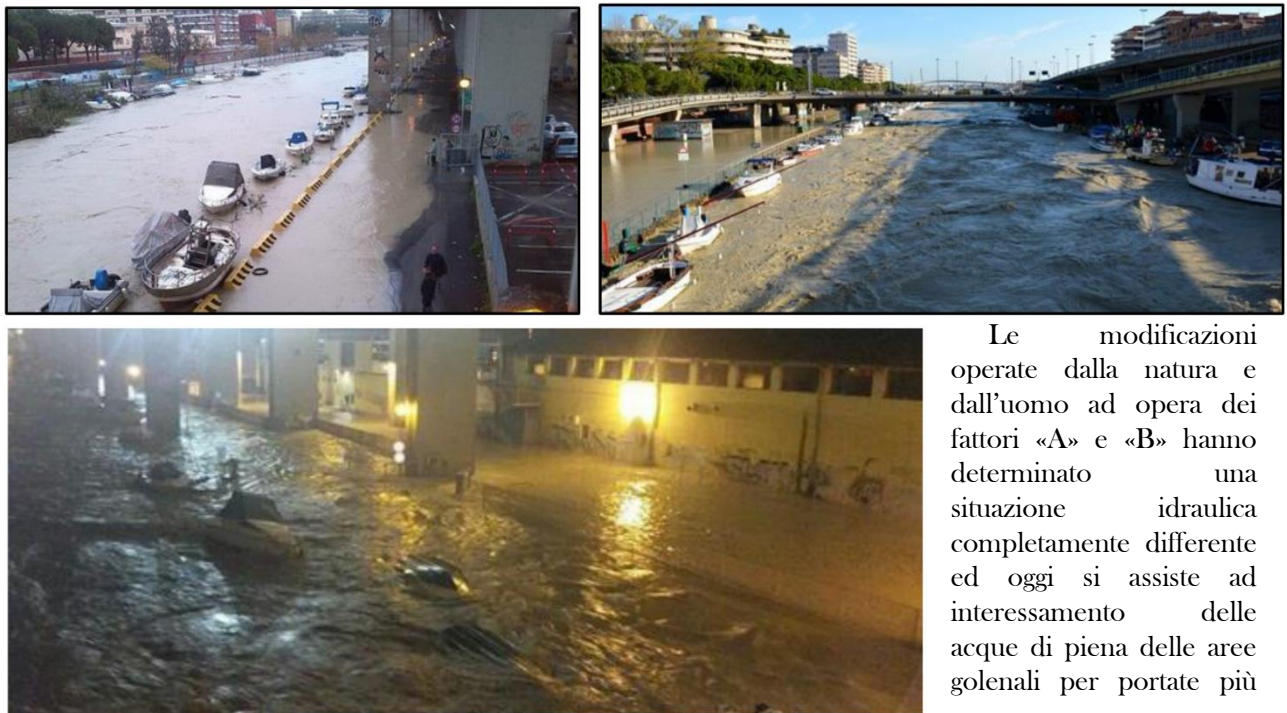 Le modificazioni
operate dalla natura e
dall'uomo ad opera dei
fattori «A» e «B» hanno
determinato una
situazione idraulica
completamente differente
ed oggi si assiste ad
interessamento delle
acque di piena delle aree
golenali per portate più